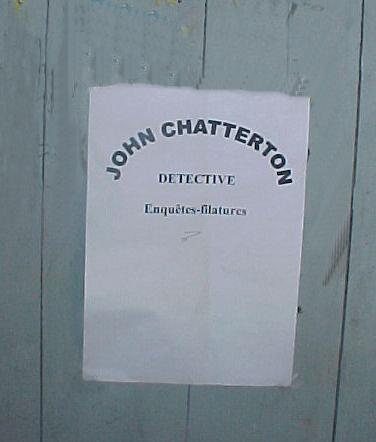 JOHN CHATTERTON
DETECTIVE
Enquêtes-filatures